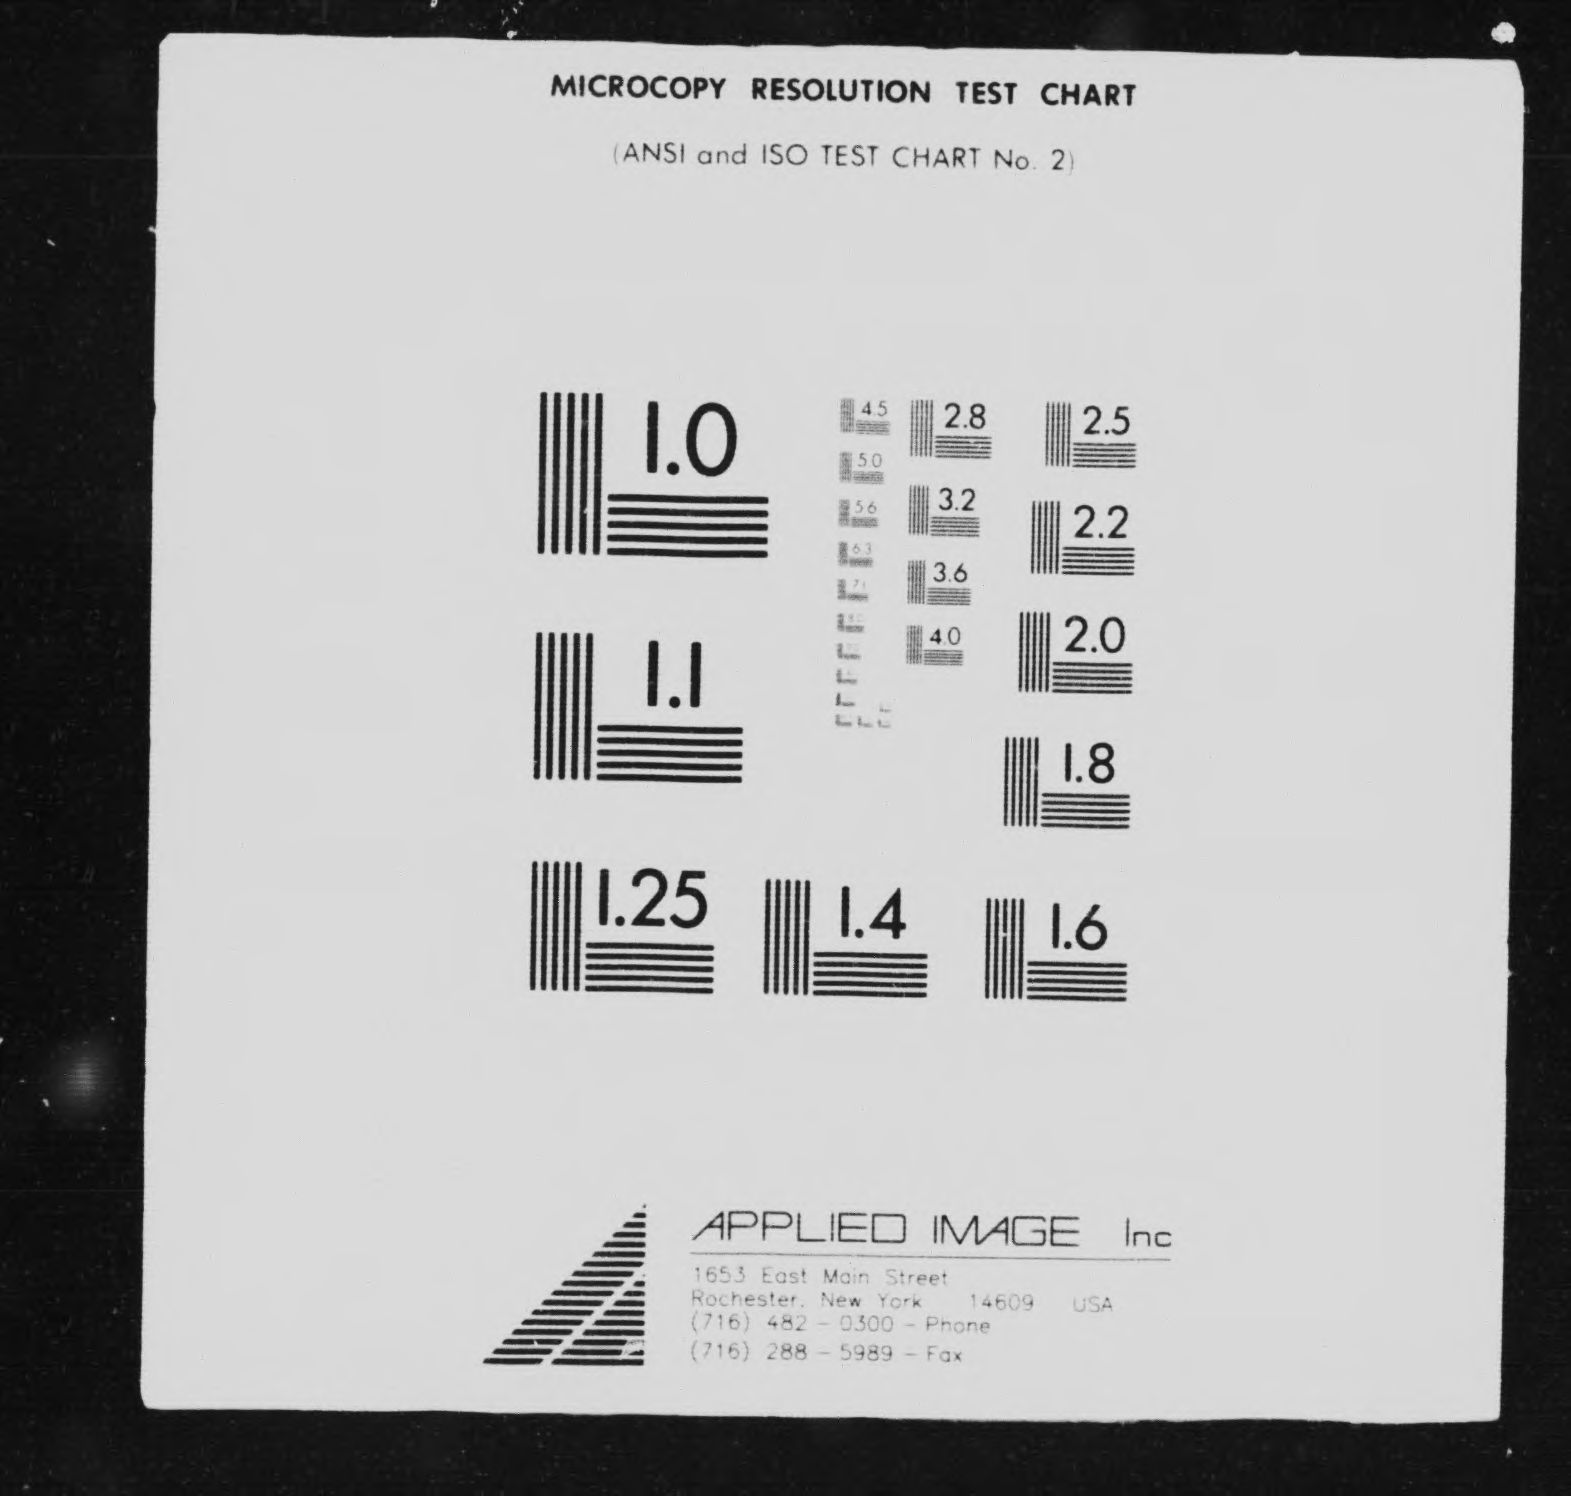 MICROCOPY RESOLUTION TEST CHART
(ANSI and ISO TEST CHART No. 2)
1.0
4.5
2.8
2.5
5.0
3.2
2.2
5.6
6.3
3.6
7.1
2.0
4.0
1.1
1.8
1.25
1.4
1.6
APPLIED IMAGE Inc
1653 East Main Street
Rochester, New York 14609 USA
(716) 482 - 0300 - Phone
(716) 288 - 5989 - Fax